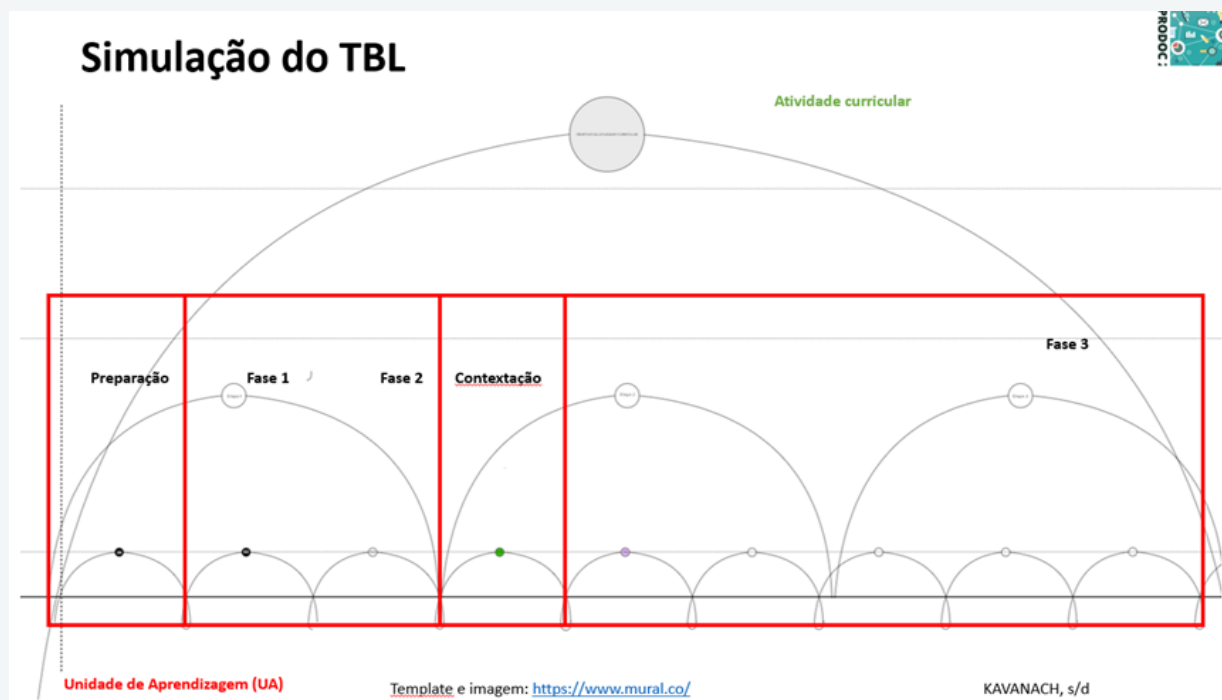 Simulação do TBL
PRODOC
Atividade curricular
Fase 3
Preparação
Fase 1
Fase 2
Contextação
Unidade de Aprendizagem (UA)
Template e imagem: https://www.mural.co/
KAVANACH, s/d